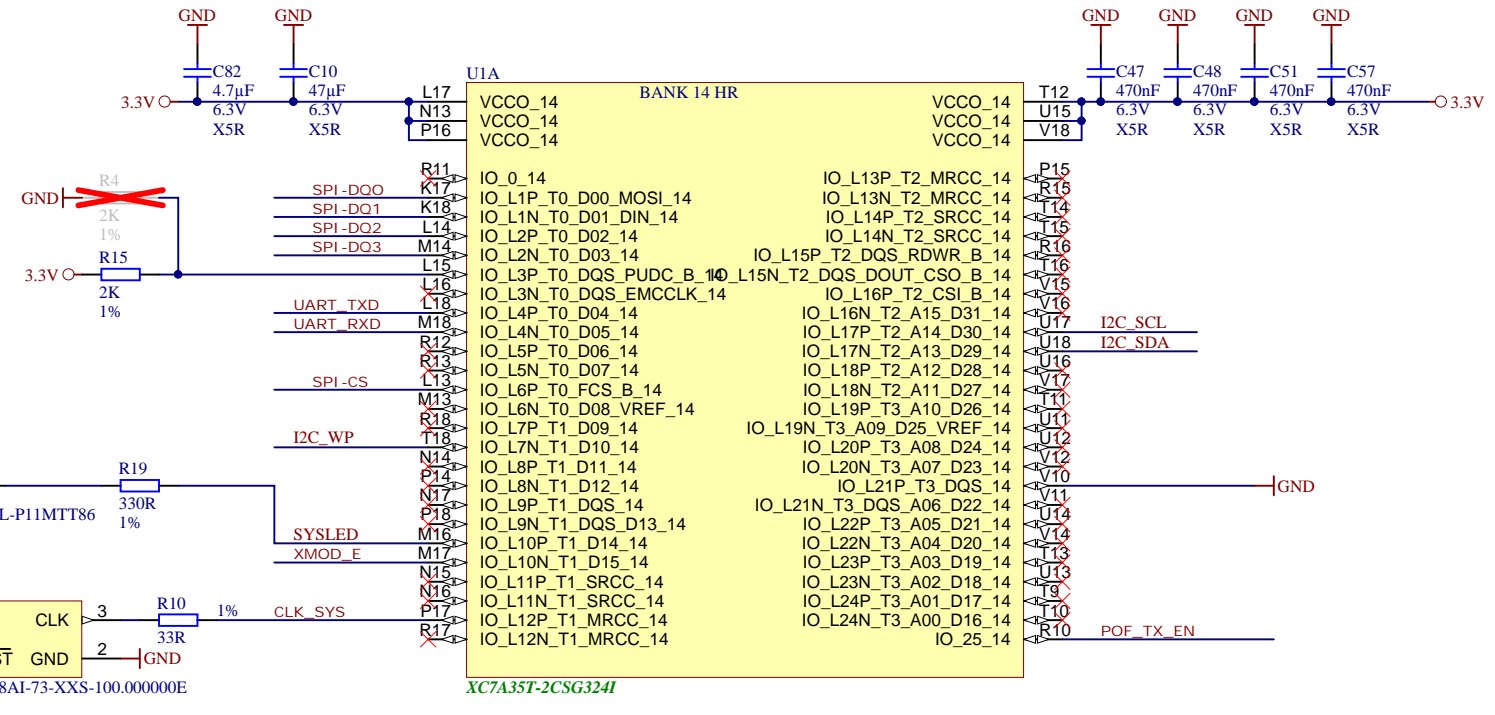 GND GND GND GND GND GND
C82 C10 C47 C48 C51 C57
4.7µF 47µF 470nF 470nF 470nF 470nF
6.3V 6.3V 6.3V 6.3V 6.3V 6.3V
X5R X5R X5R X5R X5R X5R
3.3V 3.3V
U1A
BANK 14 HR
L17 VCCO_14 VCCO_14 T12
N13 VCCO_14 VCCO_14 U15
P16 VCCO_14 VCCO_14 V18
R11 IO_0_14 IO_L13P_T2_MRCC_14 P15
SPI-DQ0 K17 IO_L1P_T0_D00_MOSI_14 IO_L13N_T2_MRCC_14 R15
SPI-DQ1 K18 IO_L1N_T0_D01_DIN_14 IO_L14P_T2_SRCC_14 T14
SPI-DQ2 L14 IO_L2P_T0_D02_14 IO_L14N_T2_SRCC_14 T15
SPI-DQ3 M14 IO_L2N_T0_D03_14 IO_L15P_T2_DQS_RDWR_B_14 R16
L15 IO_L3P_T0_DQS_PUDC_B_14 IO_L15N_T2_DQS_DOUT_CSO_B_14 T16
L16 IO_L3N_T0_DQS_EMCCLK_14 IO_L16P_T2_CSI_B_14 V15
UART_TXD L18 IO_L4P_T0_D04_14 IO_L16N_T2_A15_D31_14 V16
UART_RXD M18 IO_L4N_T0_D05_14 IO_L17P_T2_A14_D30_14 U17 I2C_SCL
R12 IO_L5P_T0_D06_14 IO_L17N_T2_A13_D29_14 U18 I2C_SDA
R13 IO_L5N_T0_D07_14 IO_L18P_T2_A12_D28_14 U16
SPI-CS L13 IO_L6P_T0_FCS_B_14 IO_L18N_T2_A11_D27_14 V17
M13 IO_L6N_T0_D08_VREF_14 IO_L19P_T3_A10_D26_14 T11
R18 IO_L7P_T1_D09_14 IO_L19N_T3_A09_D25_VREF_14 U11
I2C_WP T18 IO_L7N_T1_D10_14 IO_L20P_T3_A08_D24_14 U12
N14 IO_L8P_T1_D11_14 IO_L20N_T3_A07_D23_14 V12
P14 IO_L8N_T1_D12_14 IO_L21P_T3_DQS_14 V10 GND
N17 IO_L9P_T1_DQS_14 IO_L21N_T3_DQS_A06_D22_14 V11
P18 IO_L9N_T1_DQS_D13_14 IO_L22P_T3_A05_D21_14 U14
SYSLED M16 IO_L10P_T1_D14_14 IO_L22N_T3_A04_D20_14 V14
XMOD_E M17 IO_L10N_T1_D15_14 IO_L23P_T3_A03_D19_14 T13
N15 IO_L11P_T1_SRCC_14 IO_L23N_T3_A02_D18_14 U13
N16 IO_L11N_T1_SRCC_14 IO_L24P_T3_A01_D17_14 T9
CLK_SYS P17 IO_L12P_T1_MRCC_14 IO_L24N_T3_A00_D16_14 T10
R17 IO_L12N_T1_MRCC_14 IO_25_14 R10 POF_TX_EN
XC7A35T-2CSG324I
R4
GND
2K
1%
R15
3.3V
2K
1%
R19
330R
1%
L-P11MTT86
R10 1%
33R
CLK 3
ST GND 2 GND
8AI-73-XXS-100.000000E